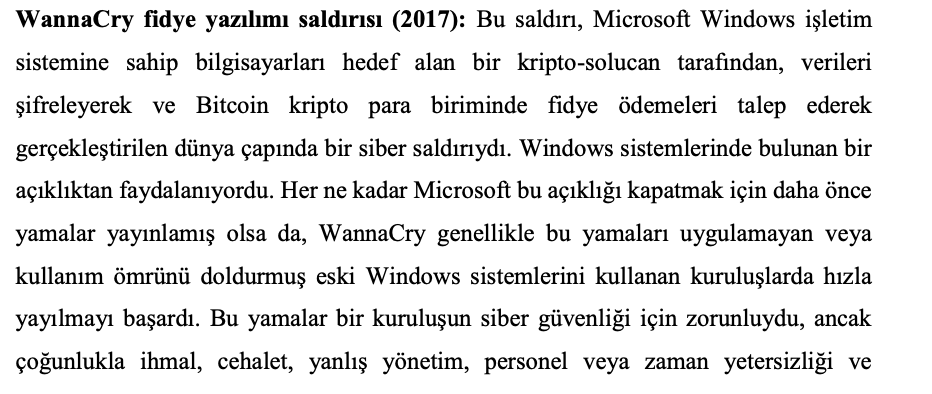 WannaCry fidye yazılımı saldırısı (2017): Bu saldırı, Microsoft Windows işletim
sistemine sahip bilgisayarları hedef alan bir kripto-solucan tarafından, verileri
şifreleyerek ve Bitcoin kripto para biriminde fidye ödemeleri talep ederek
gerçekleştirilen dünya çapında bir siber saldırıydı. Windows sistemlerinde bulunan bir
açıklıktan faydalanıyordu. Her ne kadar Microsoft bu açıklığı kapatmak için daha önce
yamalar yayınlamış olsa da, WannaCry genellikle bu yamaları uygulamayan veya
kullanım ömrünü doldurmuş eski Windows sistemlerini kullanan kuruluşlarda hızla
yayılmayı başardı. Bu yamalar bir kuruluşun siber güvenliği için zorunluydu, ancak
çoğunlukla ihmal, cehalet, yanlış yönetim, personel veya zaman yetersizliği ve